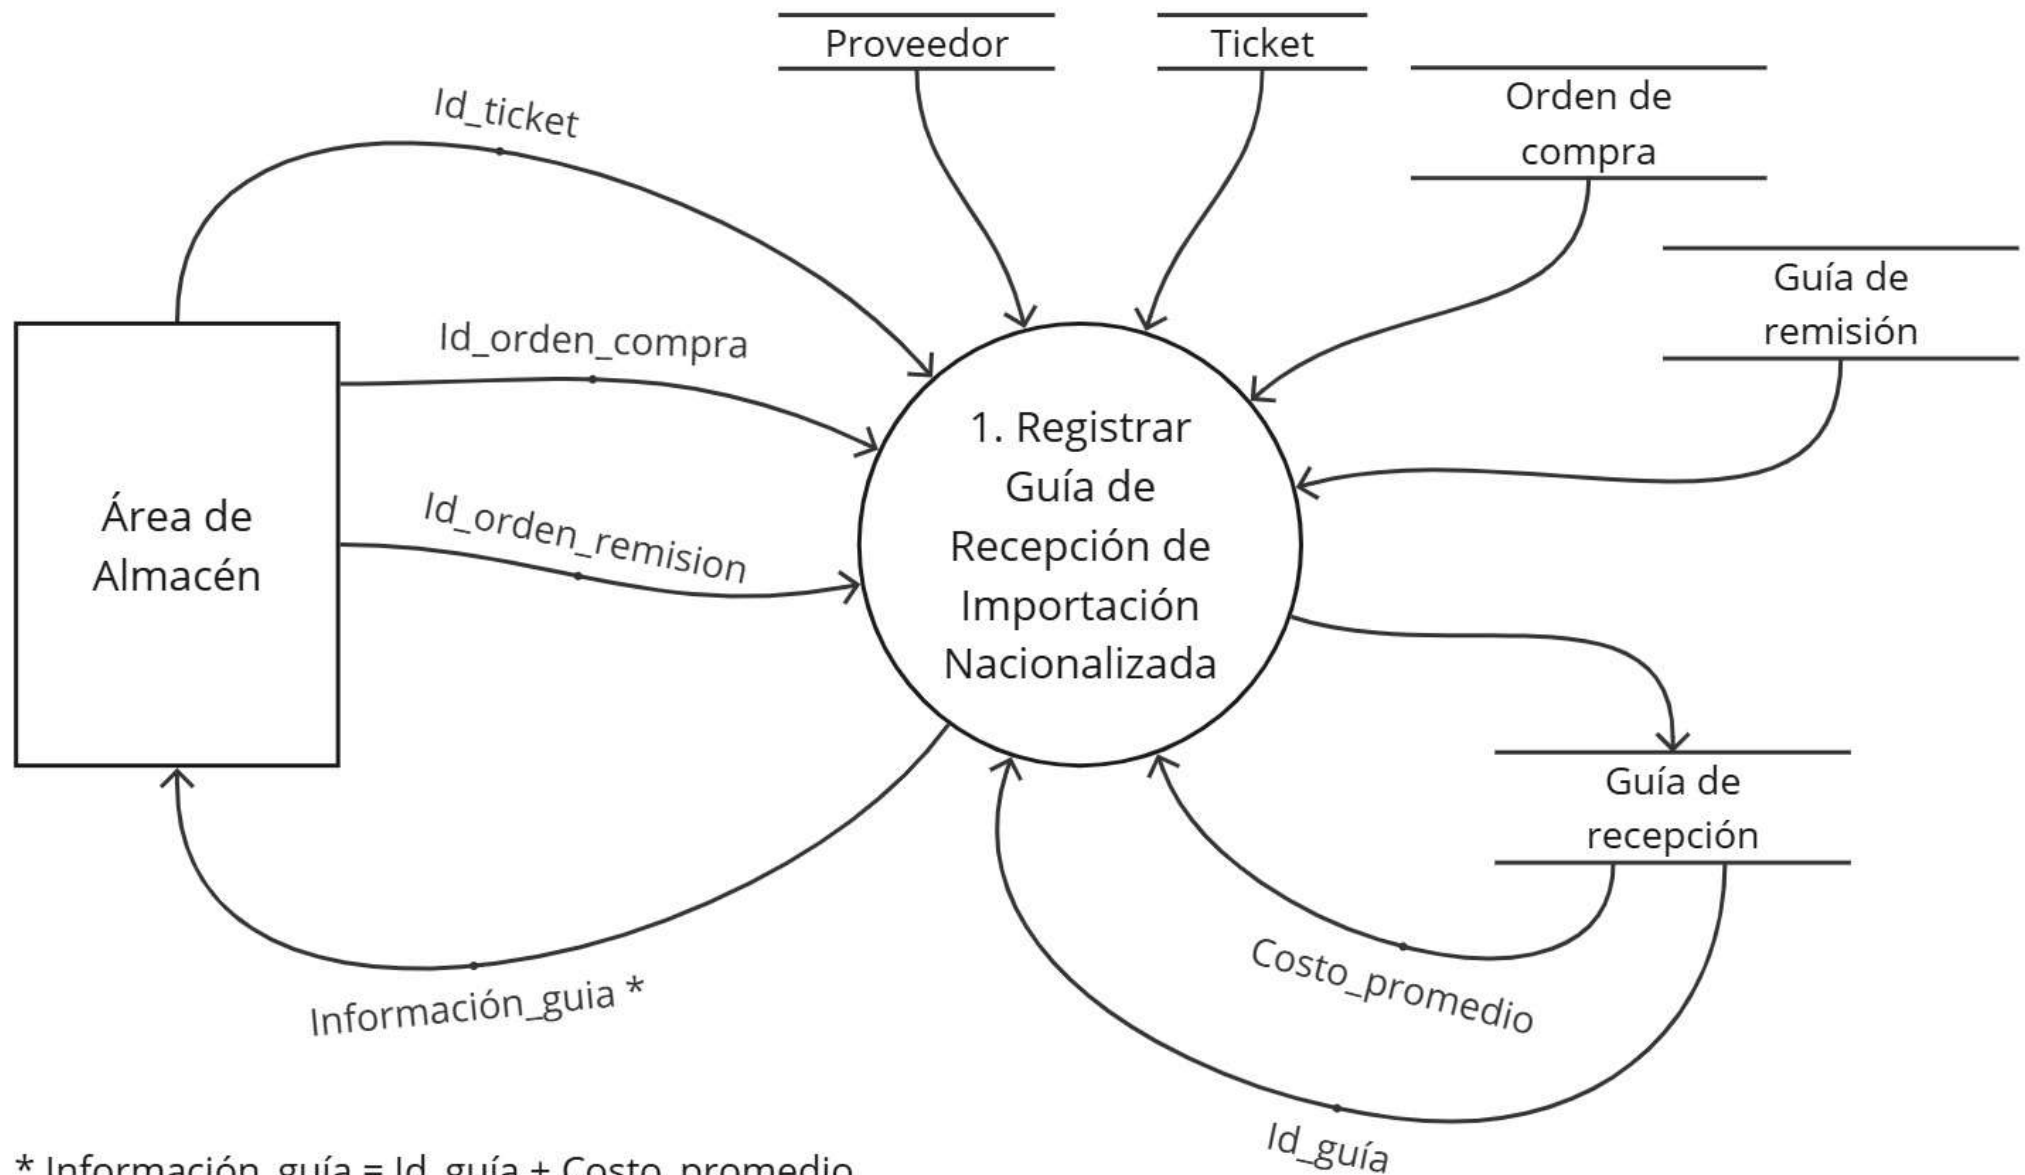 Proveedor
Ticket
Orden de
compra
Id_ticket
Guía de
remisión
Id_orden_compra
Id_orden_remision
Área de
Almacén
1. Registrar
Guía de
Recepción de
Importación
Nacionalizada
Guía de
recepción
Costo_promedio
Información_guia *
Id_guía
* Información_guía = Id_guía + Costo_promedio